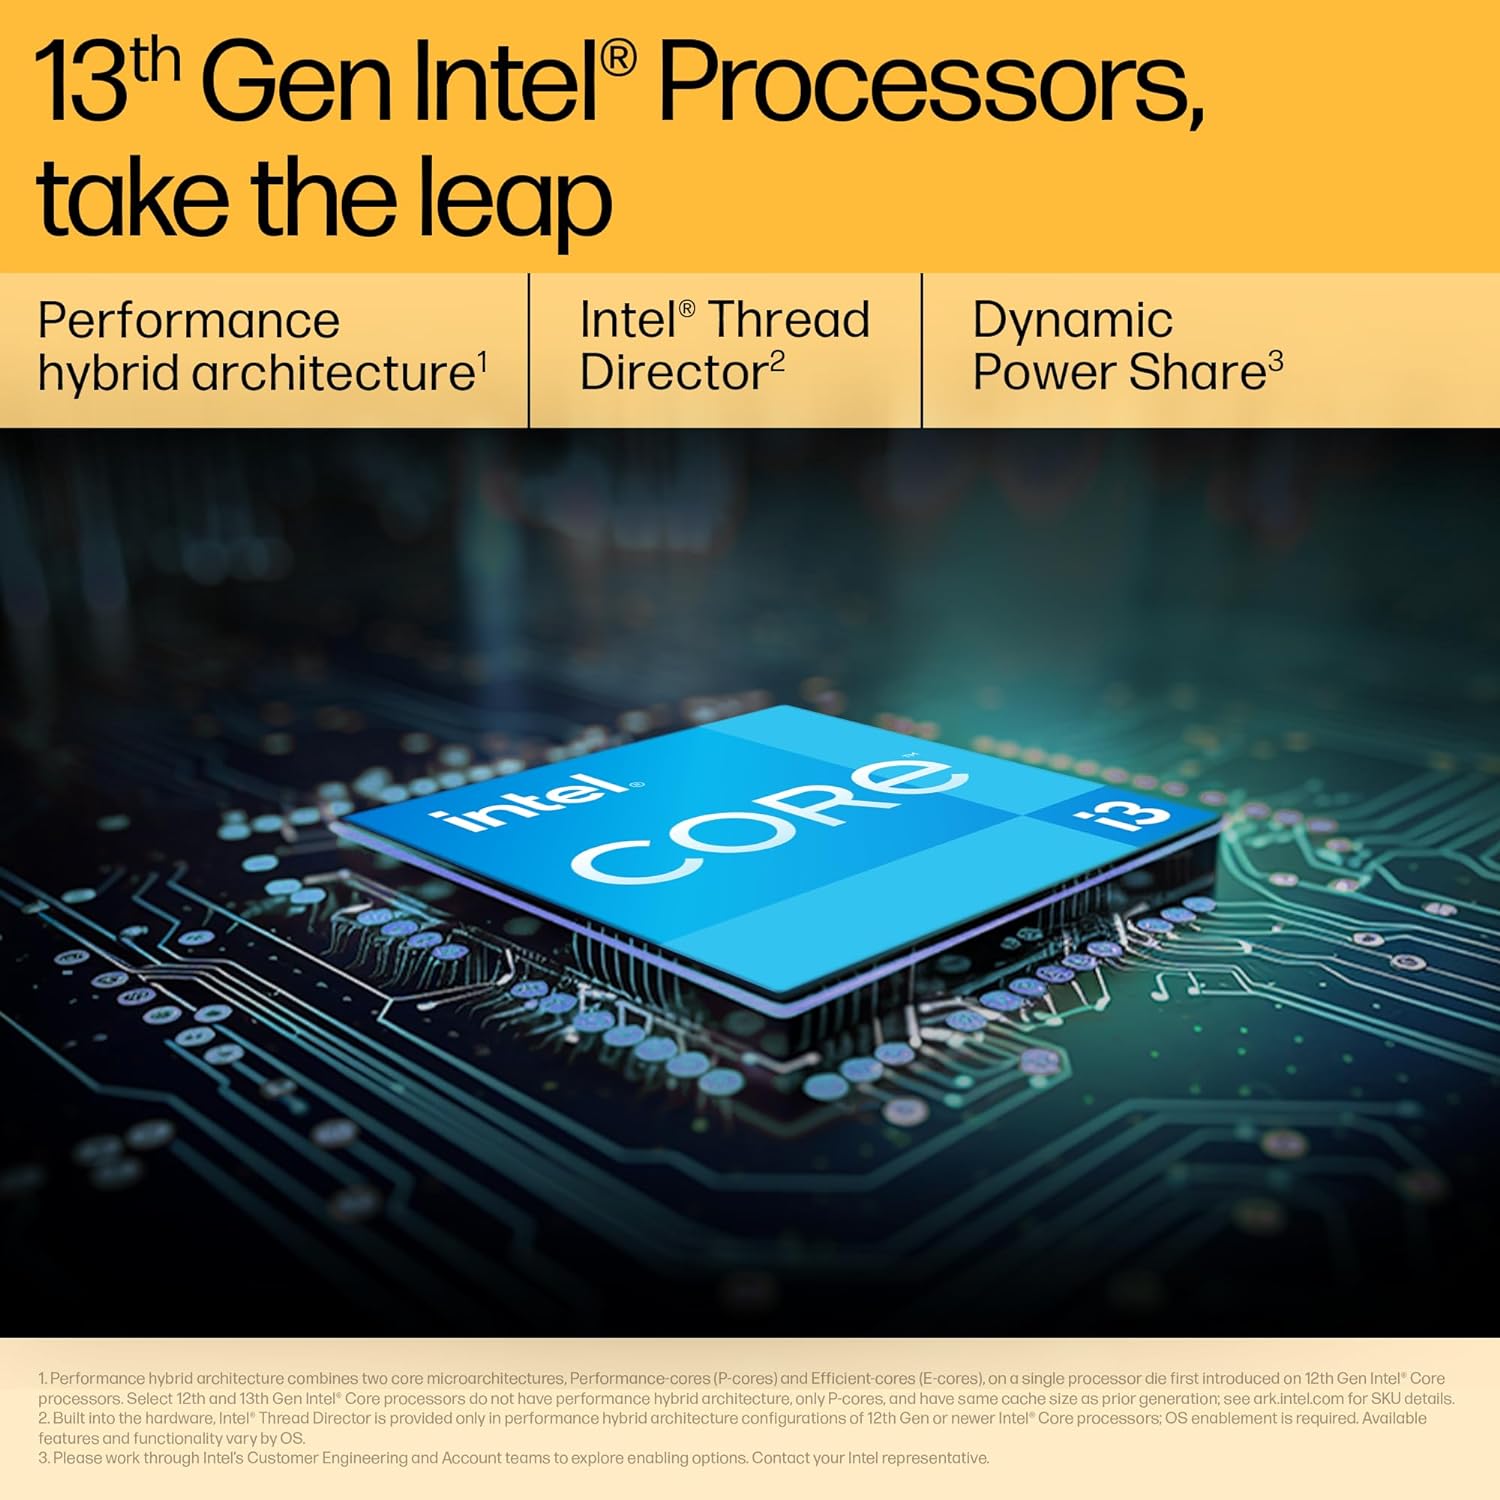 13th Gen Intel® Processors,
take the leap
Performance
hybrid architecture1
Intel® Thread
Director2
Dynamic
Power Share3
intel®
CORE™
i3
1. Performance hybrid architecture combines two core microarchitectures, Performance-cores (P-cores) and Efficient-cores (E-cores), on a single processor die first introduced on 12th Gen Intel® Core
processors. Select 12th and 13th Gen Intel® Core processors do not have performance hybrid architecture, only P-cores, and have same cache size as prior generation; see ark.intel.com for SKU details.
2. Built into the hardware, Intel® Thread Director is provided only in performance hybrid architecture configurations of 12th Gen or newer Intel® Core processors; OS enablement is required. Available
features and functionality vary by OS.
3. Please work through Intel's Customer Engineering and Account teams to explore enabling options. Contact your Intel representative.